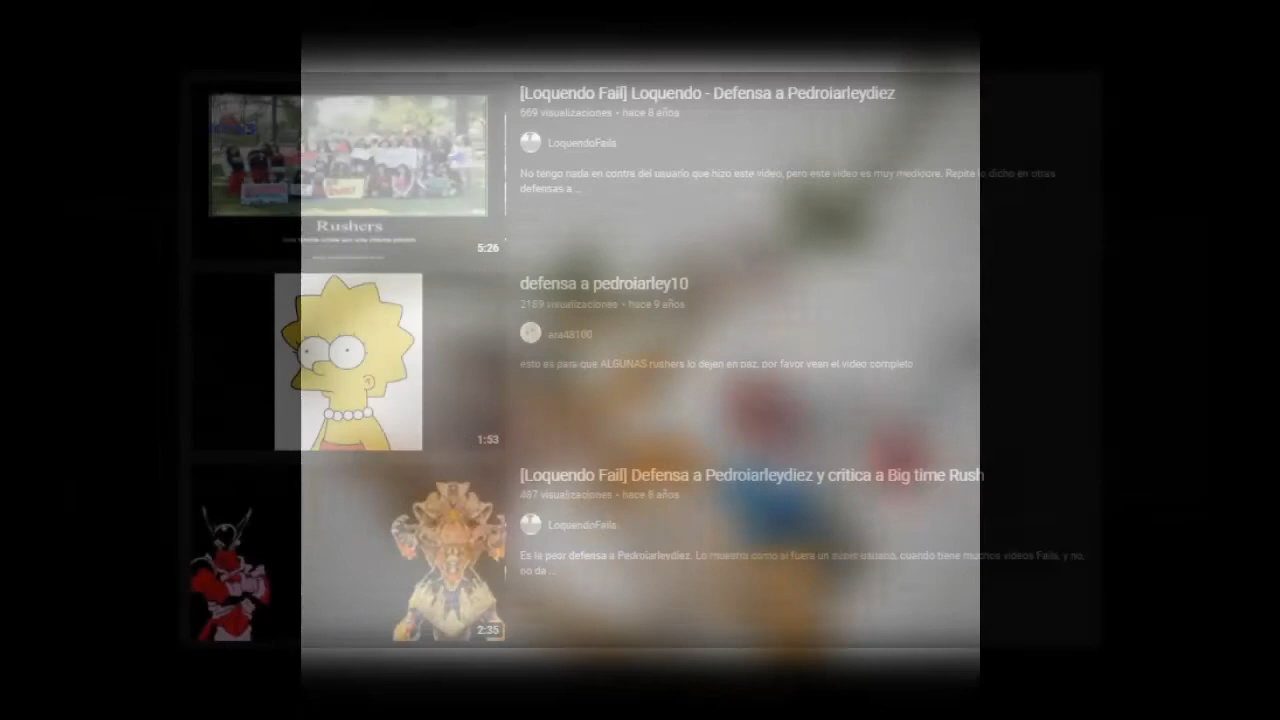 [Loquendo Fail] Loquendo - Defensa a Pedroiarleydiez
669 visualizaciones • hace 8 años
LoquendoFails
No tengo nada en contra del usuario que hizo este video, pero este video es muy mediocre. Repite lo dicho en otras
defensas a ...
Rushers
5:26
defensa a pedroiarley10
2189 visualizaciones • hace 9 años
ara48100
esto es para que ALGUNAS rushers lo dejen en paz, por favor vean el video completo
1:53
[Loquendo Fail] Defensa a Pedroiarleydiez y critica a Big time Rush
487 visualizaciones • hace 8 años
LoquendoFails
Es la peor defensa a Pedroiarleydiez. Lo muestra como si fuera un super usuario, cuando tiene muchos videos Fails, y no,
no da ...
2:35